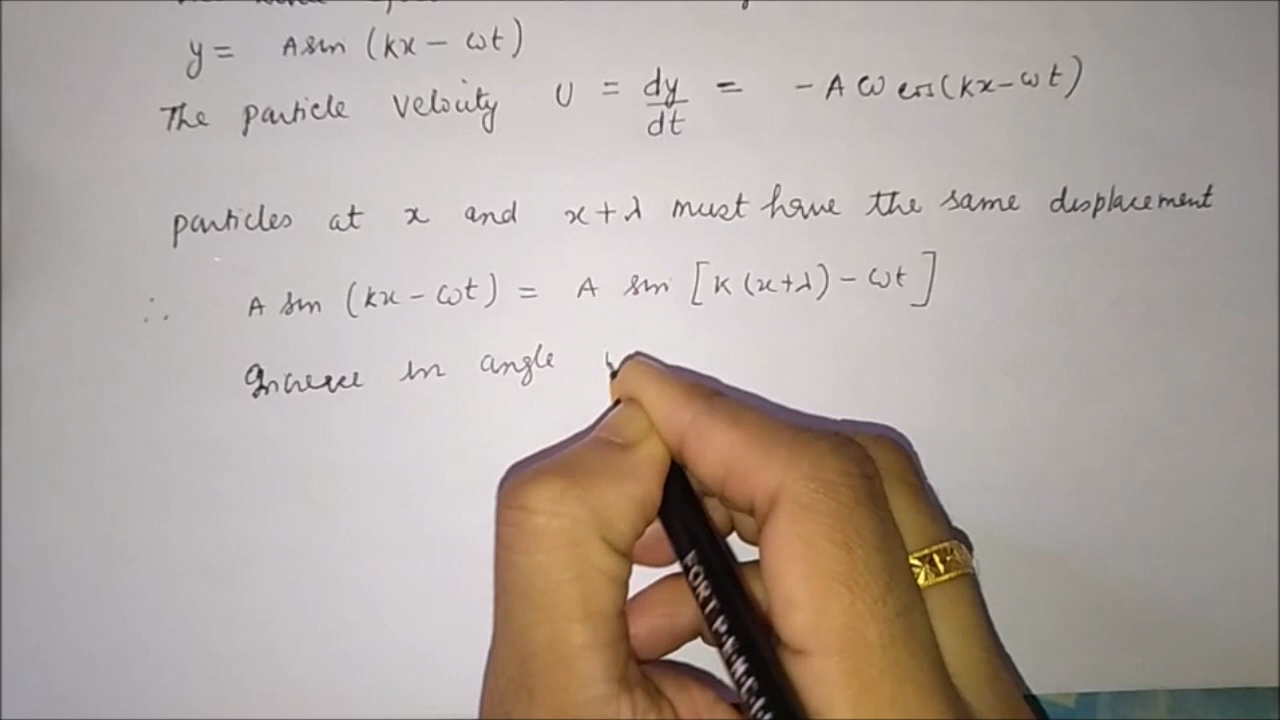 y = A sin (kx - ωt)
The particle velocity U = dy/dt = - A ω cos(kx-ωt)
particles at x and x+λ must have the same displacement
∴ A sin (kx - ωt) = A sin [k (x+λ) - ωt]
Increase in angle